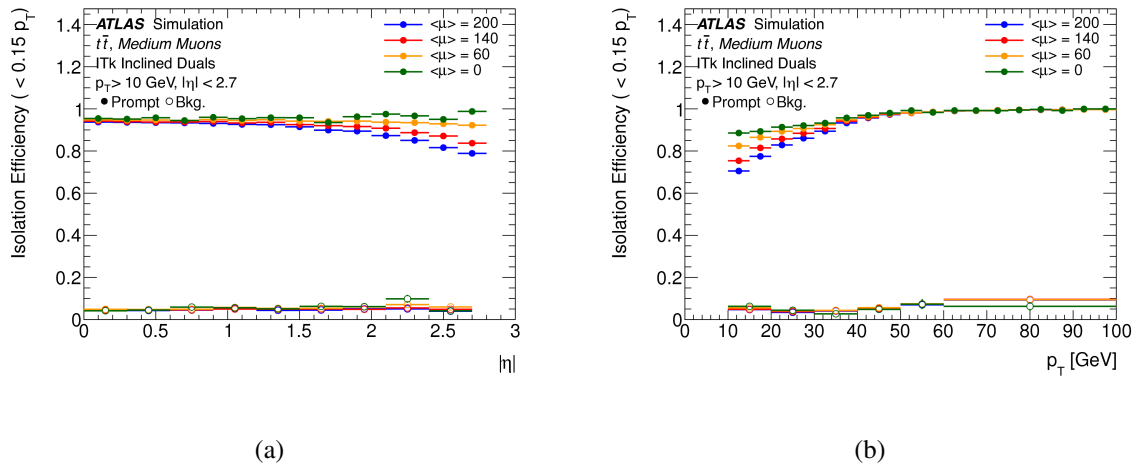 ATLAS Simulation
tt̄, Medium Muons
ITk Inclined Duals
p_T > 10 GeV, |η| < 2.7
● Prompt ○ Bkg.
<μ> = 200
<μ> = 140
<μ> = 60
<μ> = 0
Isolation Efficiency ( < 0.15 p_T)
1.4
1.2
1
0.8
0.6
0.4
0.2
0
0 0.5 1 1.5 2 2.5 3
|η|
(a)
ATLAS Simulation
tt̄, Medium Muons
ITk Inclined Duals
p_T > 10 GeV, |η| < 2.7
● Prompt ○ Bkg.
<μ> = 200
<μ> = 140
<μ> = 60
<μ> = 0
Isolation Efficiency ( < 0.15 p_T)
1.4
1.2
1
0.8
0.6
0.4
0.2
0
0 10 20 30 40 50 60 70 80 90 100
p_T [GeV]
(b)